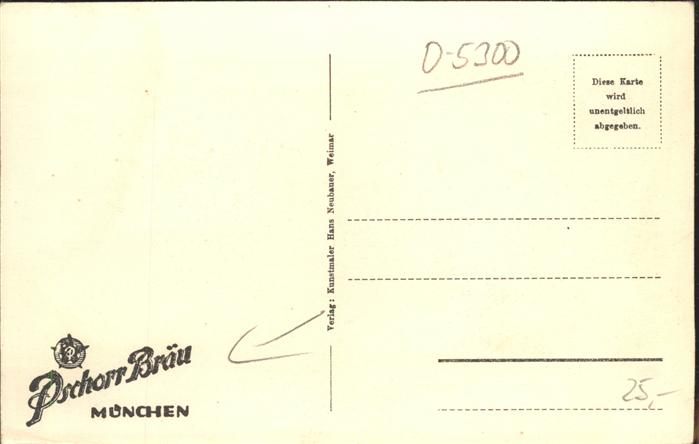 D-5300
Diese Karte
wird
unentgeltlich
abgegeben.
Verlag: Kunstmaler Hans Neubauer, Weimar
Pschorr Bräu
MÜNCHEN
25,-